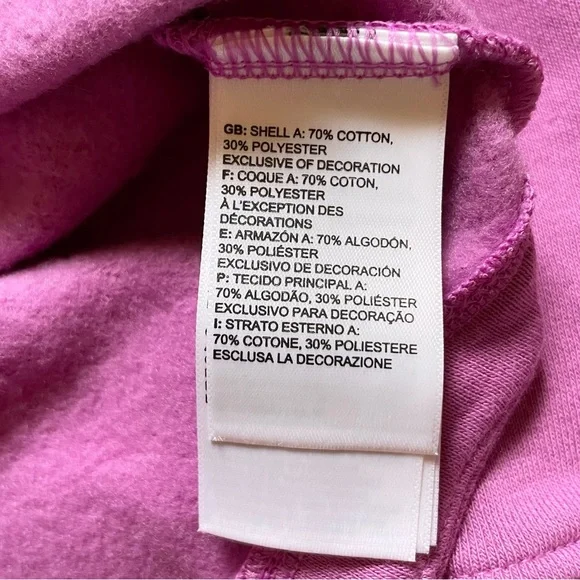 GB: SHELL A: 70% COTTON,
30% POLYESTER
EXCLUSIVE OF DECORATION
F: COQUE A: 70% COTON,
30% POLYESTER
À L'EXCEPTION DES
DÉCORATIONS
E: ARMAZÓN A: 70% ALGODÓN,
30% POLIÉSTER
EXCLUSIVO DE DECORACIÓN
P: TECIDO PRINCIPAL A:
70% ALGODÃO, 30% POLIÉSTER
EXCLUSIVO PARA DECORAÇÃO
I: STRATO ESTERNO A:
70% COTONE, 30% POLIESTERE
ESCLUSA LA DECORAZIONE